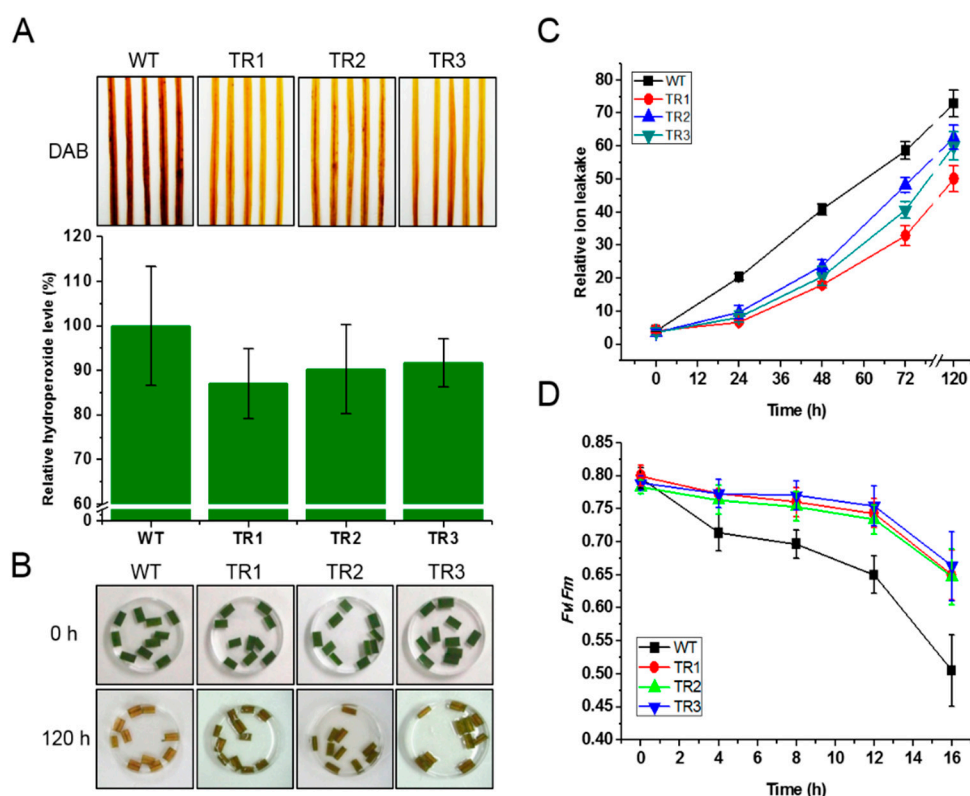 A
WT TR1 TR2 TR3
DAB
Relative hydroperoxide levle (%)
120
110
100
90
80
70
60
0
WT TR1 TR2 TR3
B
WT TR1 TR2 TR3
0 h
120 h
C
Relative ion leakake
80
70
60
50
40
30
20
10
0
WT
TR1
TR2
TR3
0 12 24 36 48 60 72 120
Time (h)
D
Fv/Fm
0.85
0.80
0.75
0.70
0.65
0.60
0.55
0.50
0.45
0.40
WT
TR1
TR2
TR3
0 2 4 6 8 10 12 14 16
Time (h)